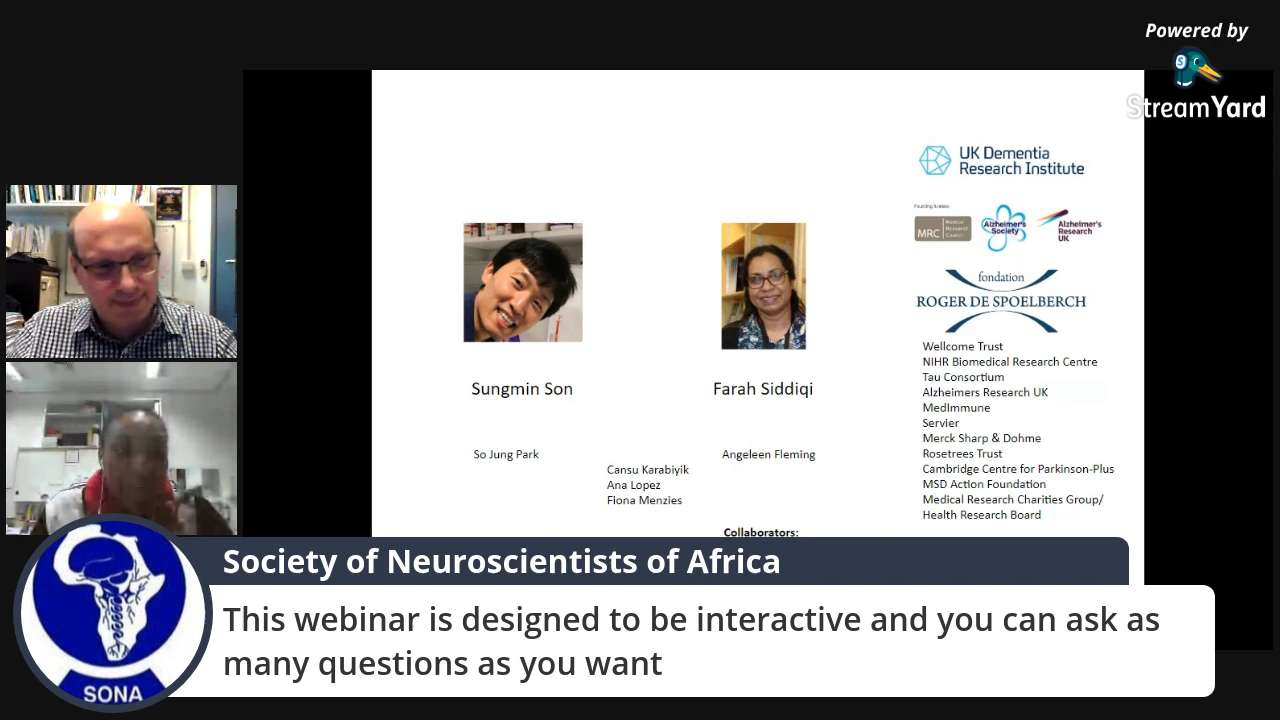 Powered by
StreamYard
UK Dementia
Research Institute
MRC
Alzheimer's
Society
Alzheimer's
Research
UK
fondation
ROGER DE SPOELBERCH
Wellcome Trust
NIHR Biomedical Research Centre
Tau Consortium
Alzheimers Research UK
MedImmune
Servier
Merck Sharp & Dohme
Rosetrees Trust
Cambridge Centre for Parkinson-Plus
MSD Action Foundation
Medical Research Charities Group/
Health Research Board
Sungmin Son
Farah Siddiqi
So Jung Park
Angeleen Fleming
Cansu Karabiyik
Ana Lopez
Fiona Menzies
Collaborators:
Society of Neuroscientists of Africa
This webinar is designed to be interactive and you can ask as
many questions as you want
SONA